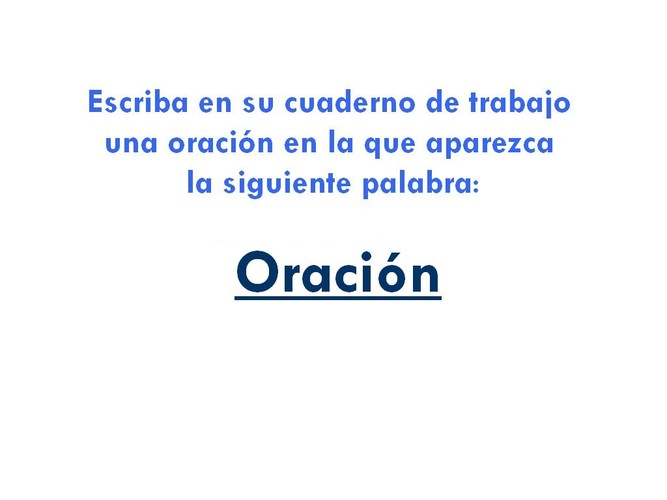 Escriba en su cuaderno de trabajo
una oración en la que aparezca
la siguiente palabra:
Oración